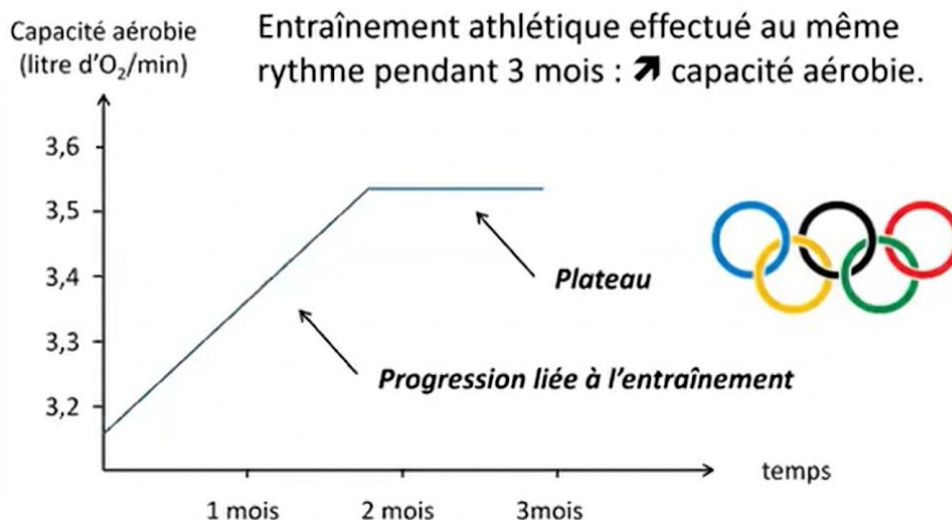 Capacité aérobie
(litre d'O₂/min)
Entraînement athlétique effectué au même
rythme pendant 3 mois : ↗ capacité aérobie.
3,6
3,5
3,4
3,3
3,2
Plateau
Progression liée à l'entraînement
temps
1 mois
2 mois
3mois